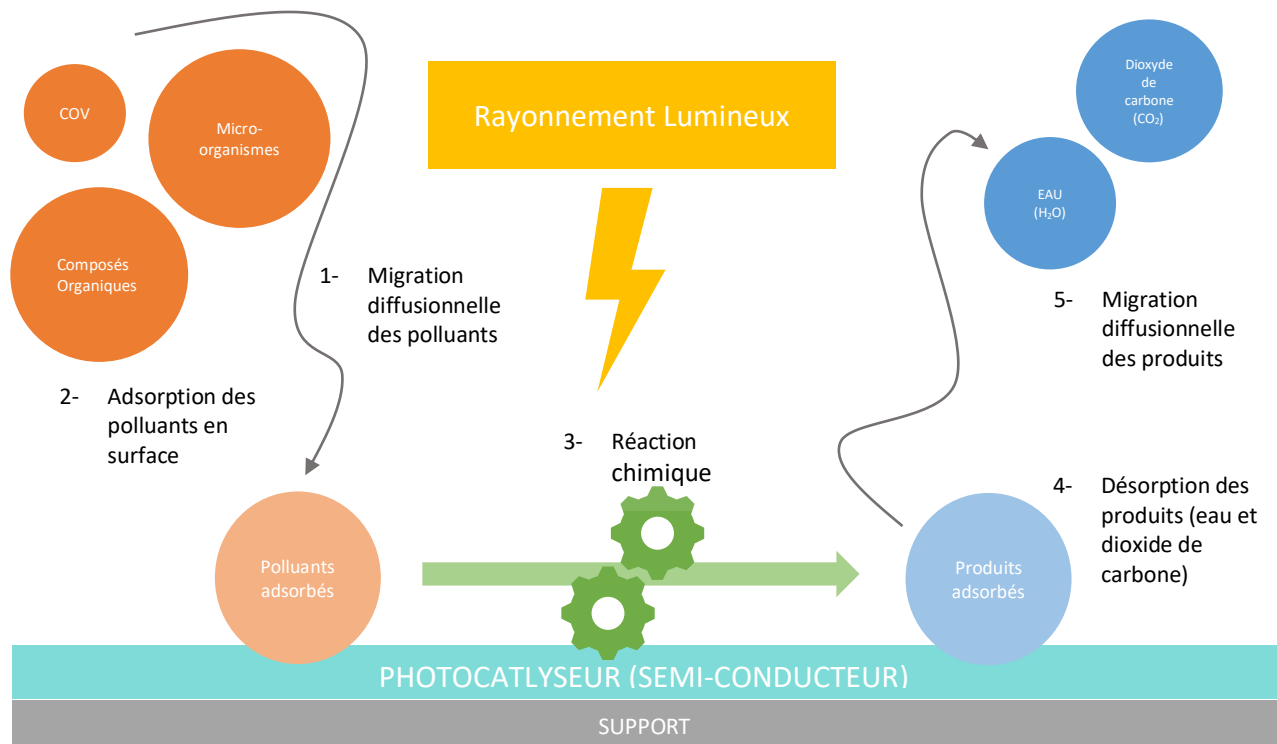 COV
Micro-
organismes
Composés
Organiques
Rayonnement Lumineux
Dioxyde
de
carbone
(CO₂)
EAU
(H₂O)
1- Migration
diffusionnelle
des polluants
2- Adsorption des
polluants en
surface
3- Réaction
chimique
5- Migration
diffusionnelle
des produits
4- Désorption des
produits (eau et
dioxide de
carbone)
Polluants
adsorbés
Produits
adsorbés
PHOTOCATLYSEUR (SEMI-CONDUCTEUR)
SUPPORT